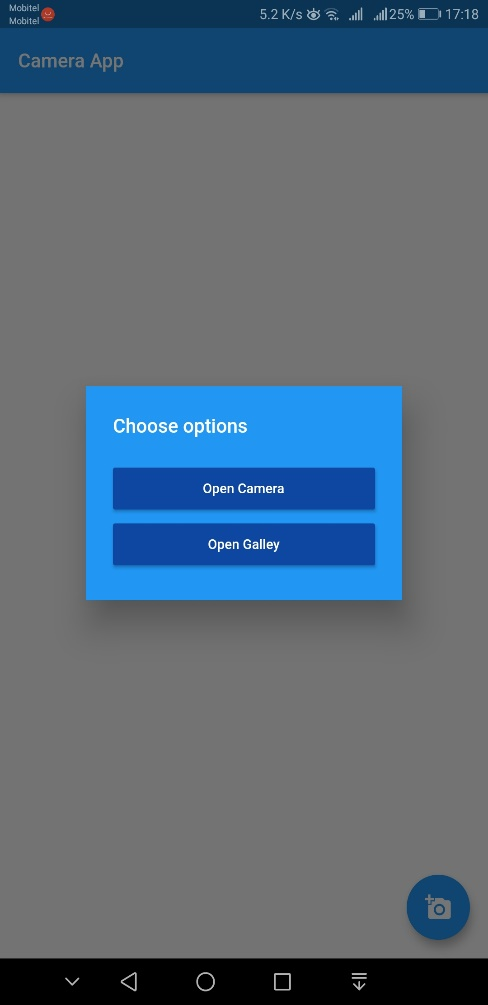 Mobitel
Mobitel
5.2 K/s 25% 17:18
Camera App
Choose options
Open Camera
Open Galley